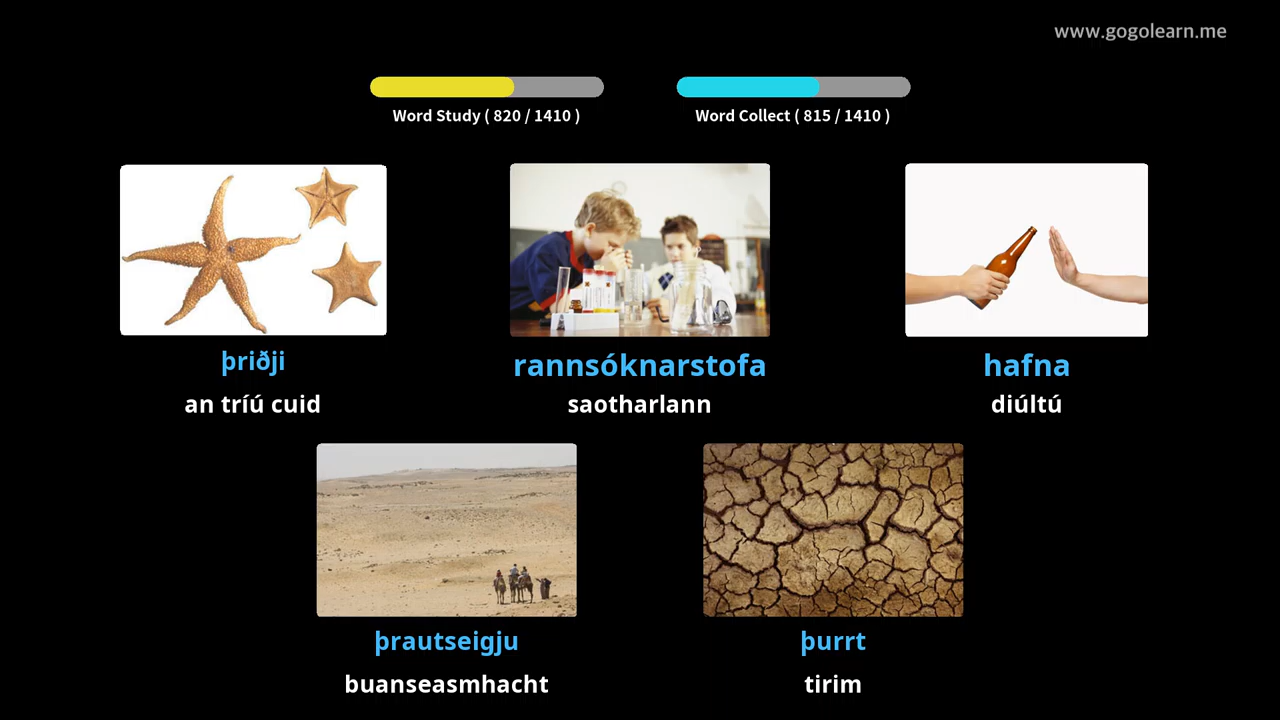 www.gogolearn.me
Word Study ( 820 / 1410 )
Word Collect ( 815 / 1410 )
þriðji
an tríú cuid
rannsóknarstofa
saotharlann
hafna
diúltú
þrautseigju
buanseasmhacht
þurrt
tirim